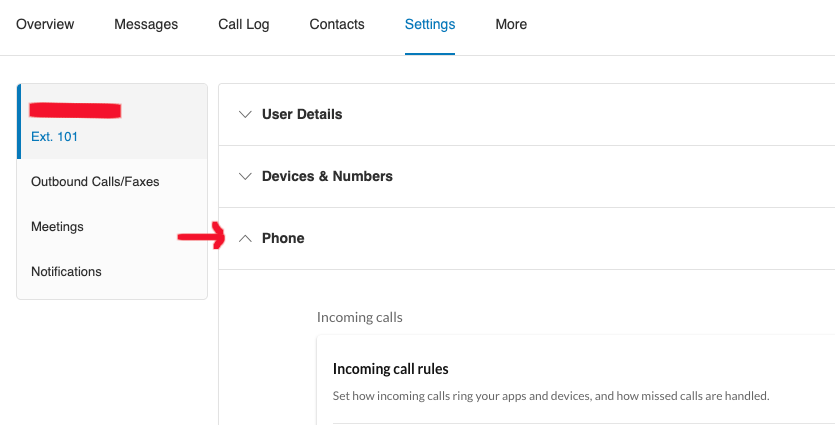 Overview Messages Call Log Contacts Settings More
Ext. 101
Outbound Calls/Faxes
Meetings
Notifications
User Details
Devices & Numbers
Phone
Incoming calls
Incoming call rules
Set how incoming calls ring your apps and devices, and how missed calls are handled.